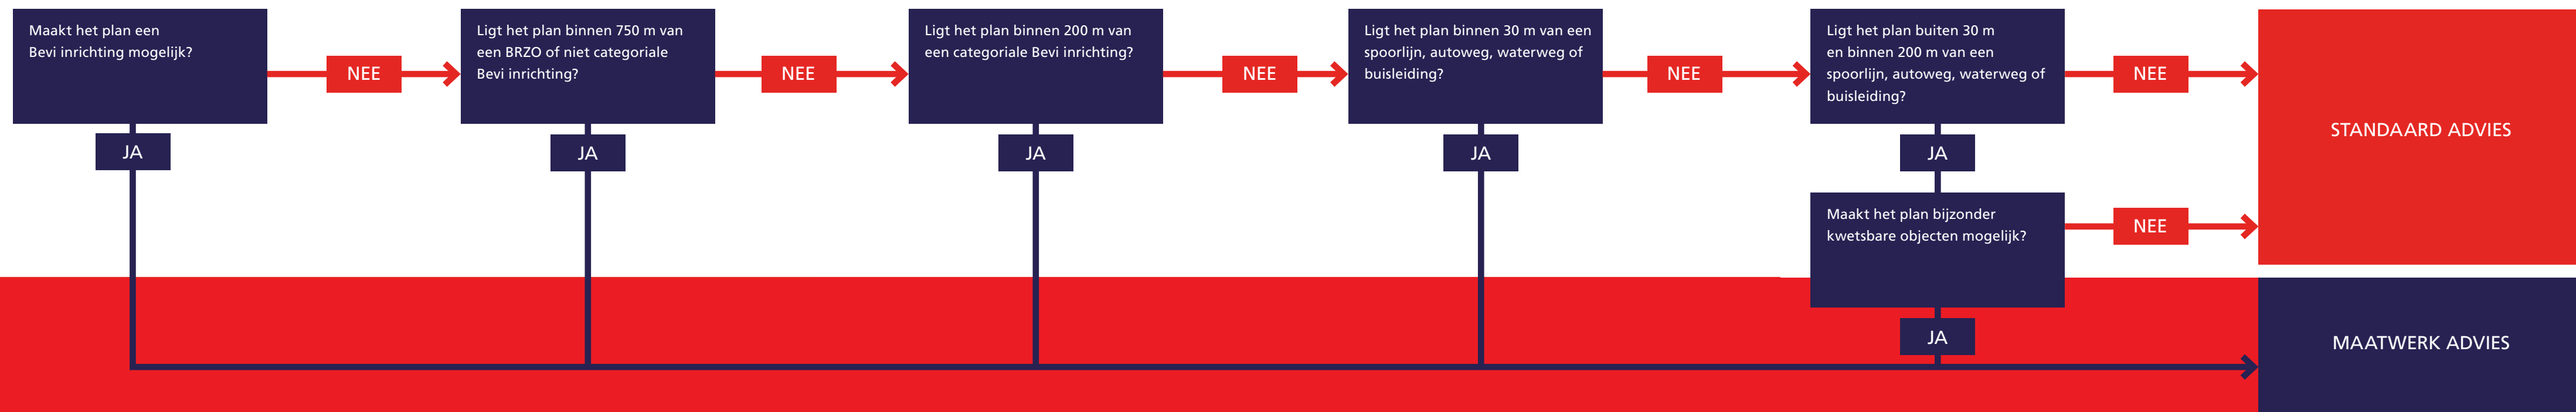 Maakt het plan een
Bevi inrichting mogelijk?
NEE
JA
Ligt het plan binnen 750 m van
een BRZO of niet categoriale
Bevi inrichting?
NEE
JA
Ligt het plan binnen 200 m van
een categoriale Bevi inrichting?
NEE
JA
Ligt het plan binnen 30 m van een
spoorlijn, autoweg, waterweg of
buisleiding?
NEE
JA
Ligt het plan buiten 30 m
en binnen 200 m van een
spoorlijn, autoweg, waterweg of
buisleiding?
NEE
JA
Maakt het plan bijzonder
kwetsbare objecten mogelijk?
NEE
JA
STANDAARD ADVIES
MAATWERK ADVIES